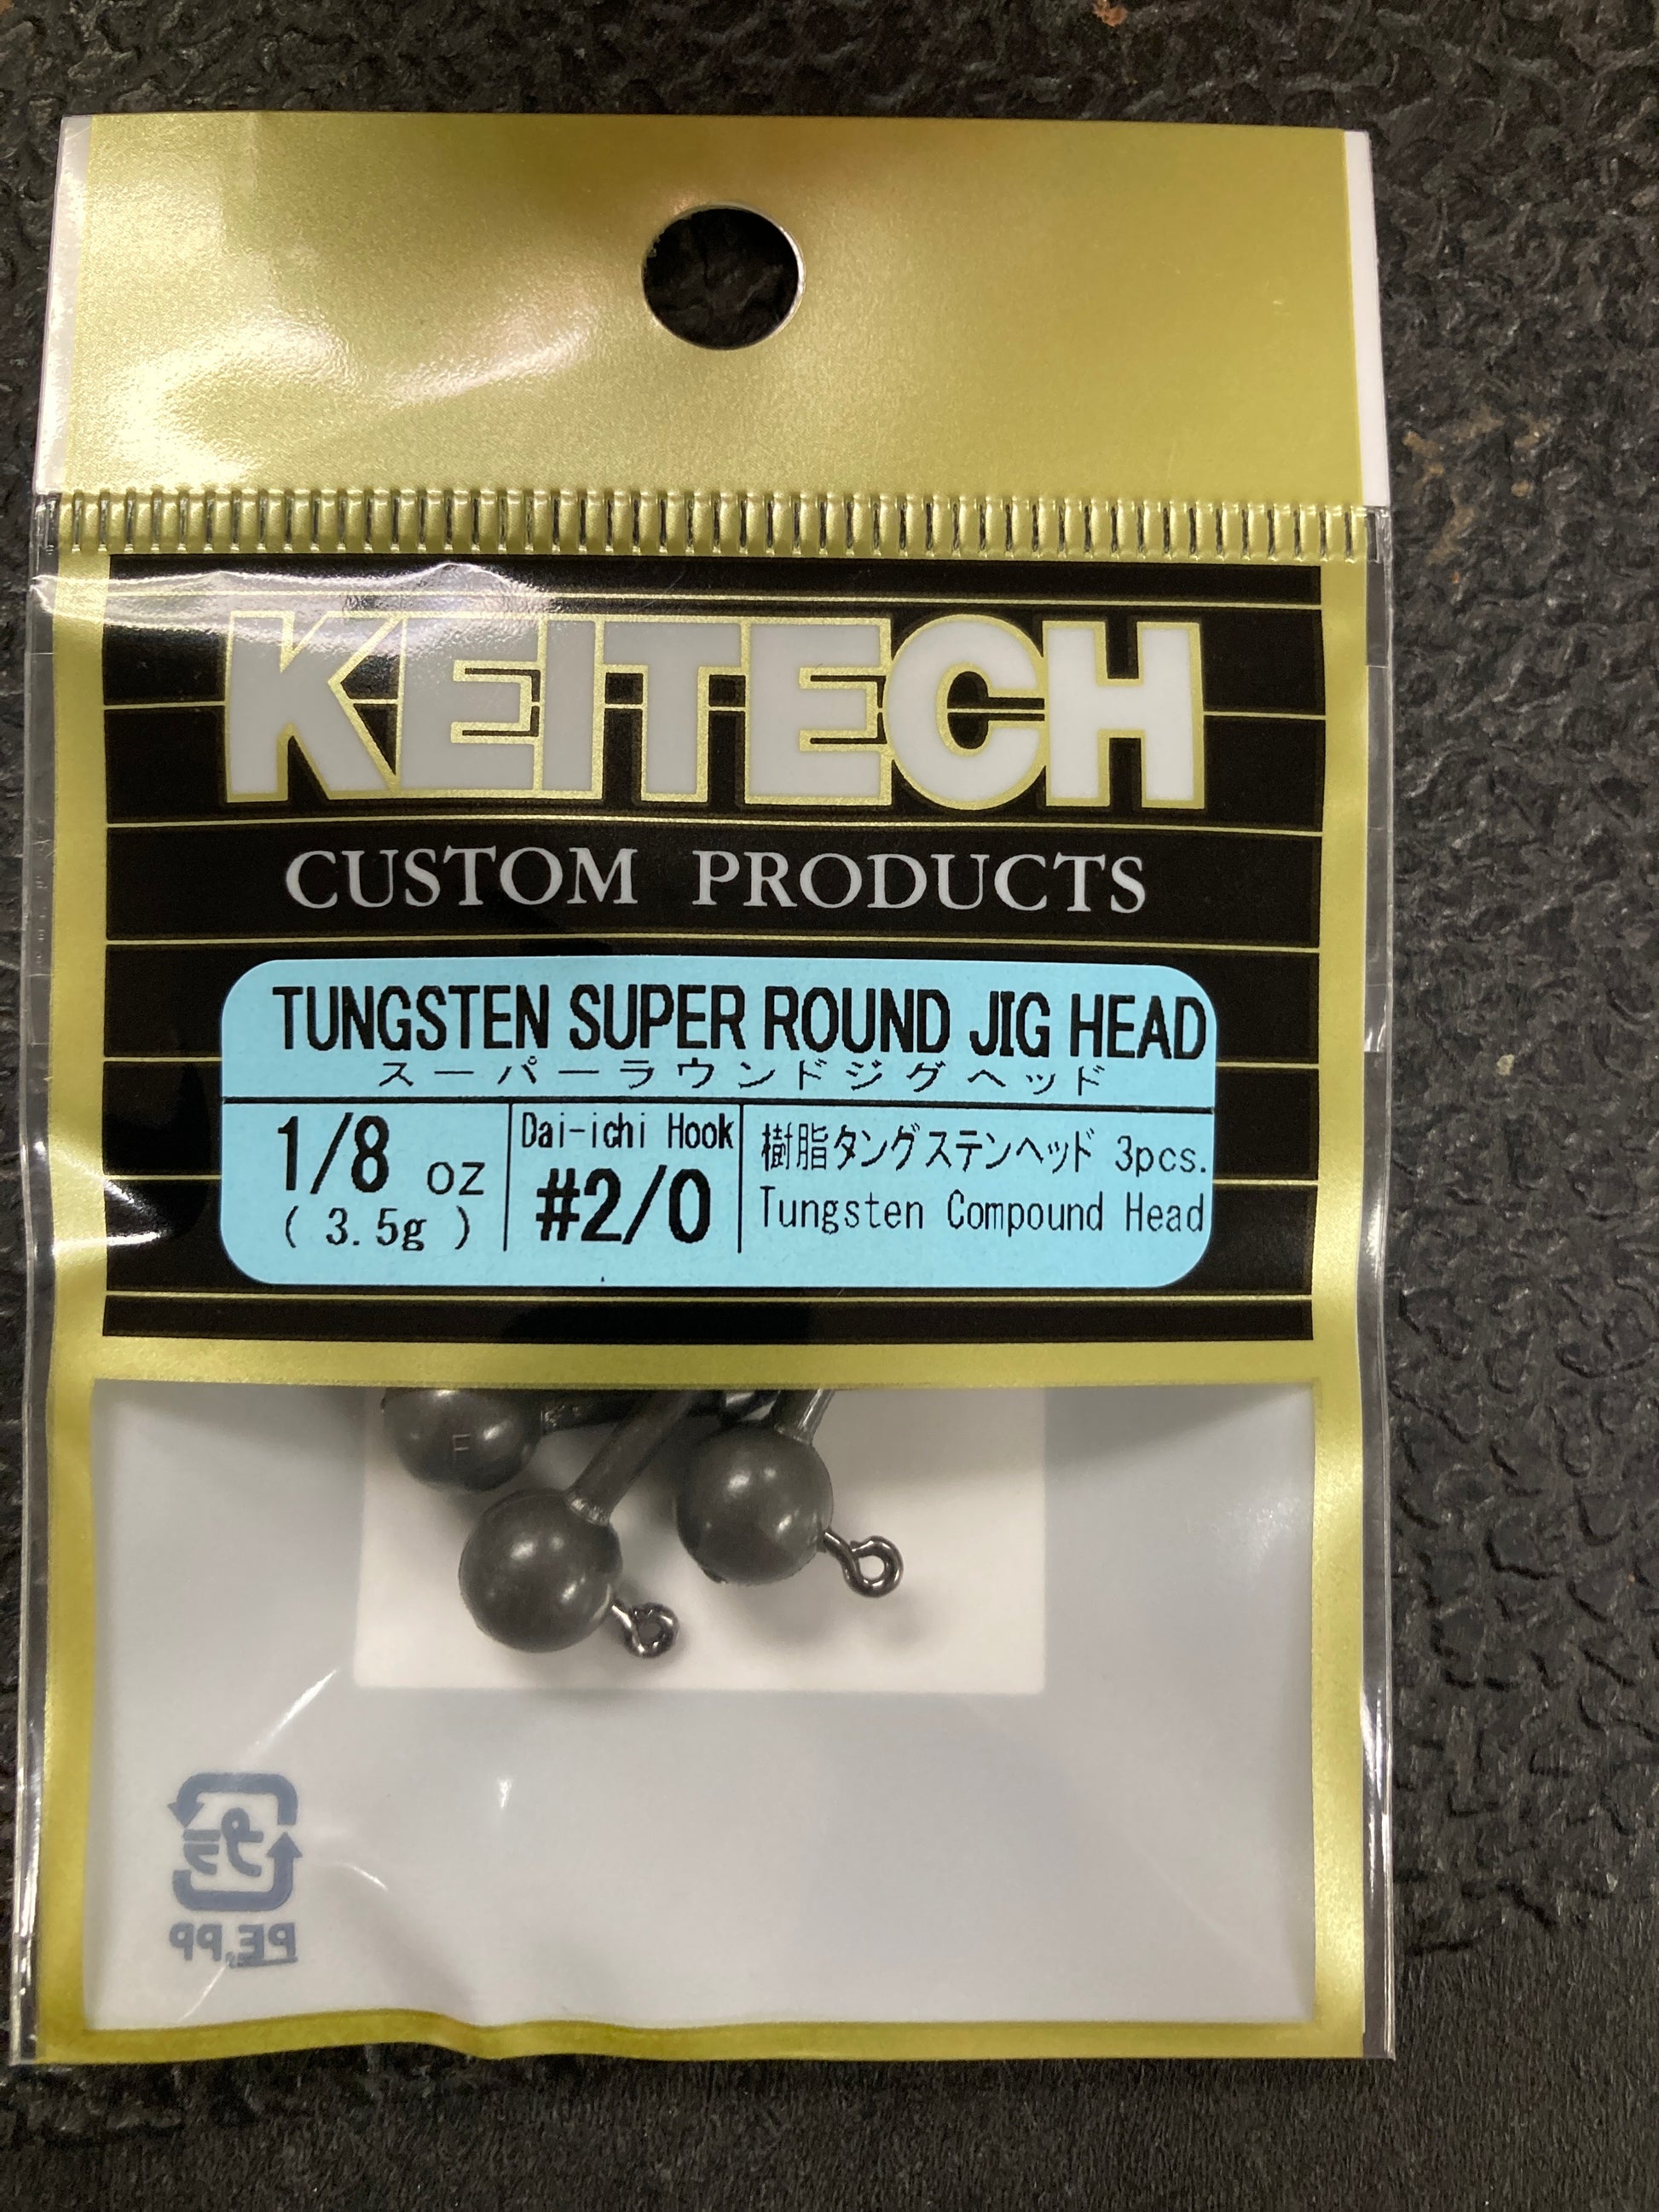 KEITECH
CUSTOM PRODUCTS
TUNGSTEN SUPER ROUND JIG HEAD
スーパーラウンドジグヘッド
1/8 oz
( 3.5g )
Dai-ichi Hook
#2/0
樹脂タングステンヘッド 3pcs.
Tungsten Compound Head
F
プラ
PE,PP